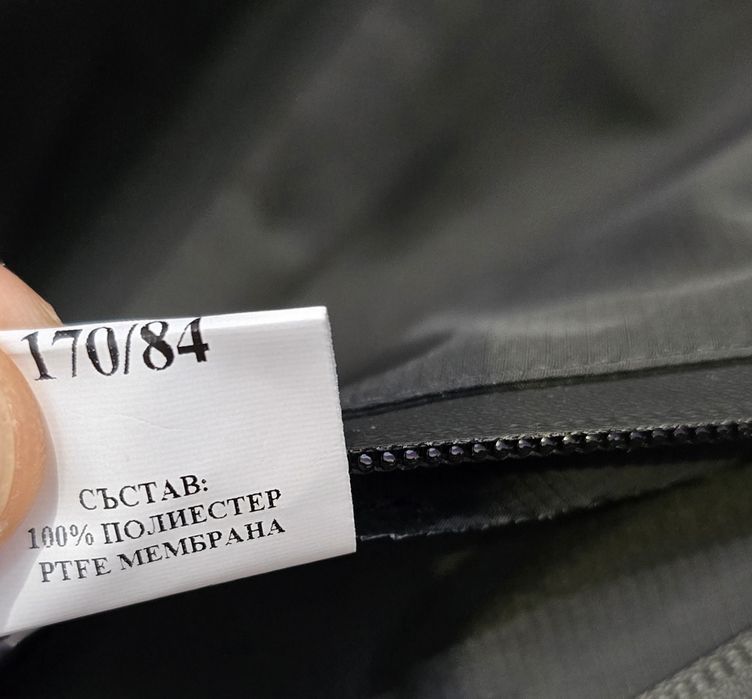 170/84
СЪСТАВ:
100% ПОЛИЕСТЕР
PTFE МЕМБРАНА